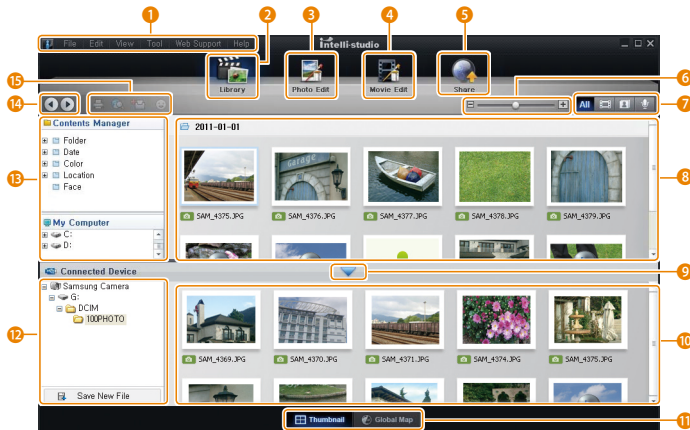 1 2 3 4 5
File Edit View Tool Web Support Help
intelli-studio
Library Photo Edit Movie Edit Share
15 6
14 All 7
Contents Manager
2011-01-01
Folder
Date
Color
Location
Face
13 8
Garage
SAM_4375.JPG SAM_4376.JPG SAM_4377.JPG SAM_4378.JPG SAM_4379.JPG
My Computer
C:
D:
Connected Device 9
Samsung Camera
G:
DCIM
100PHOTO
12 10
SAM_4369.JPG SAM_4370.JPG SAM_4371.JPG SAM_4374.JPG SAM_4375.JPG
Save New File
Thumbnail Global Map 11